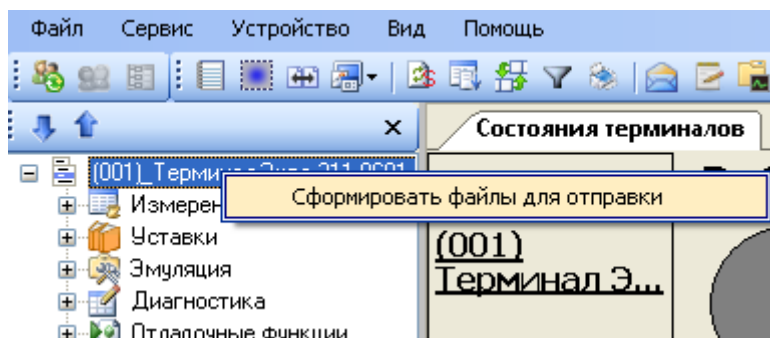 Файл Сервис Устройство Вид Помощь
Состояния терминалов
Сформировать файлы для отправки
Уставки
(001)
Эмуляция
Терминал Э...
Диагностика